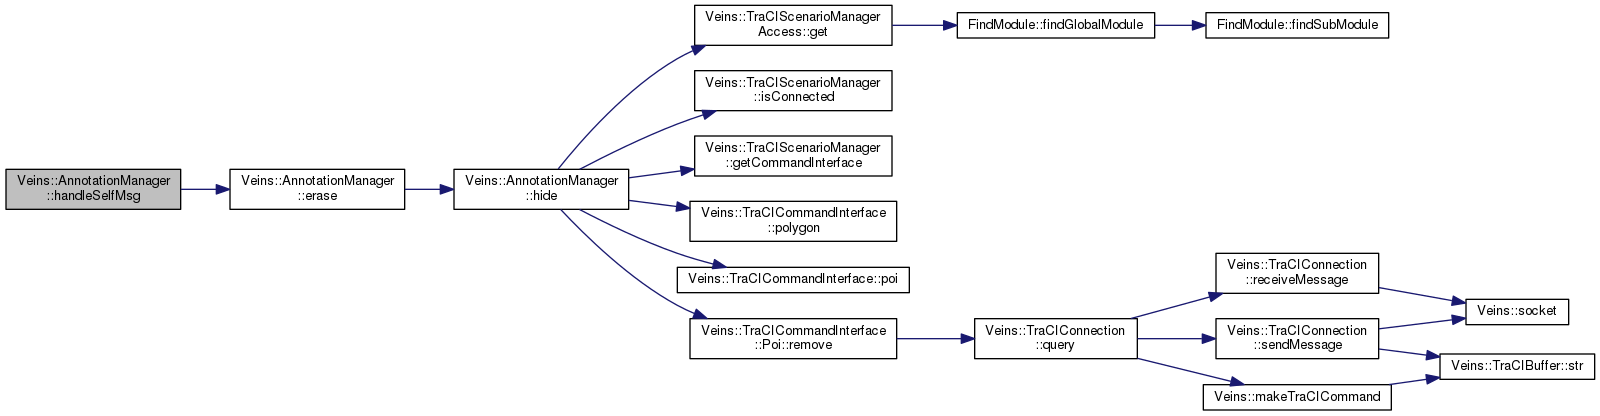 Veins::AnnotationManager
::handleSelfMsg
Veins::AnnotationManager
::erase
Veins::AnnotationManager
::hide
Veins::TraCIScenarioManager
Access::get
FindModule::findGlobalModule
FindModule::findSubModule
Veins::TraCIScenarioManager
::isConnected
Veins::TraCIScenarioManager
::getCommandInterface
Veins::TraCICommandInterface
::polygon
Veins::TraCICommandInterface::poi
Veins::TraCICommandInterface
::Poi::remove
Veins::TraCIConnection
::query
Veins::TraCIConnection
::receiveMessage
Veins::TraCIConnection
::sendMessage
Veins::makeTraCICommand
Veins::socket
Veins::TraCIBuffer::str